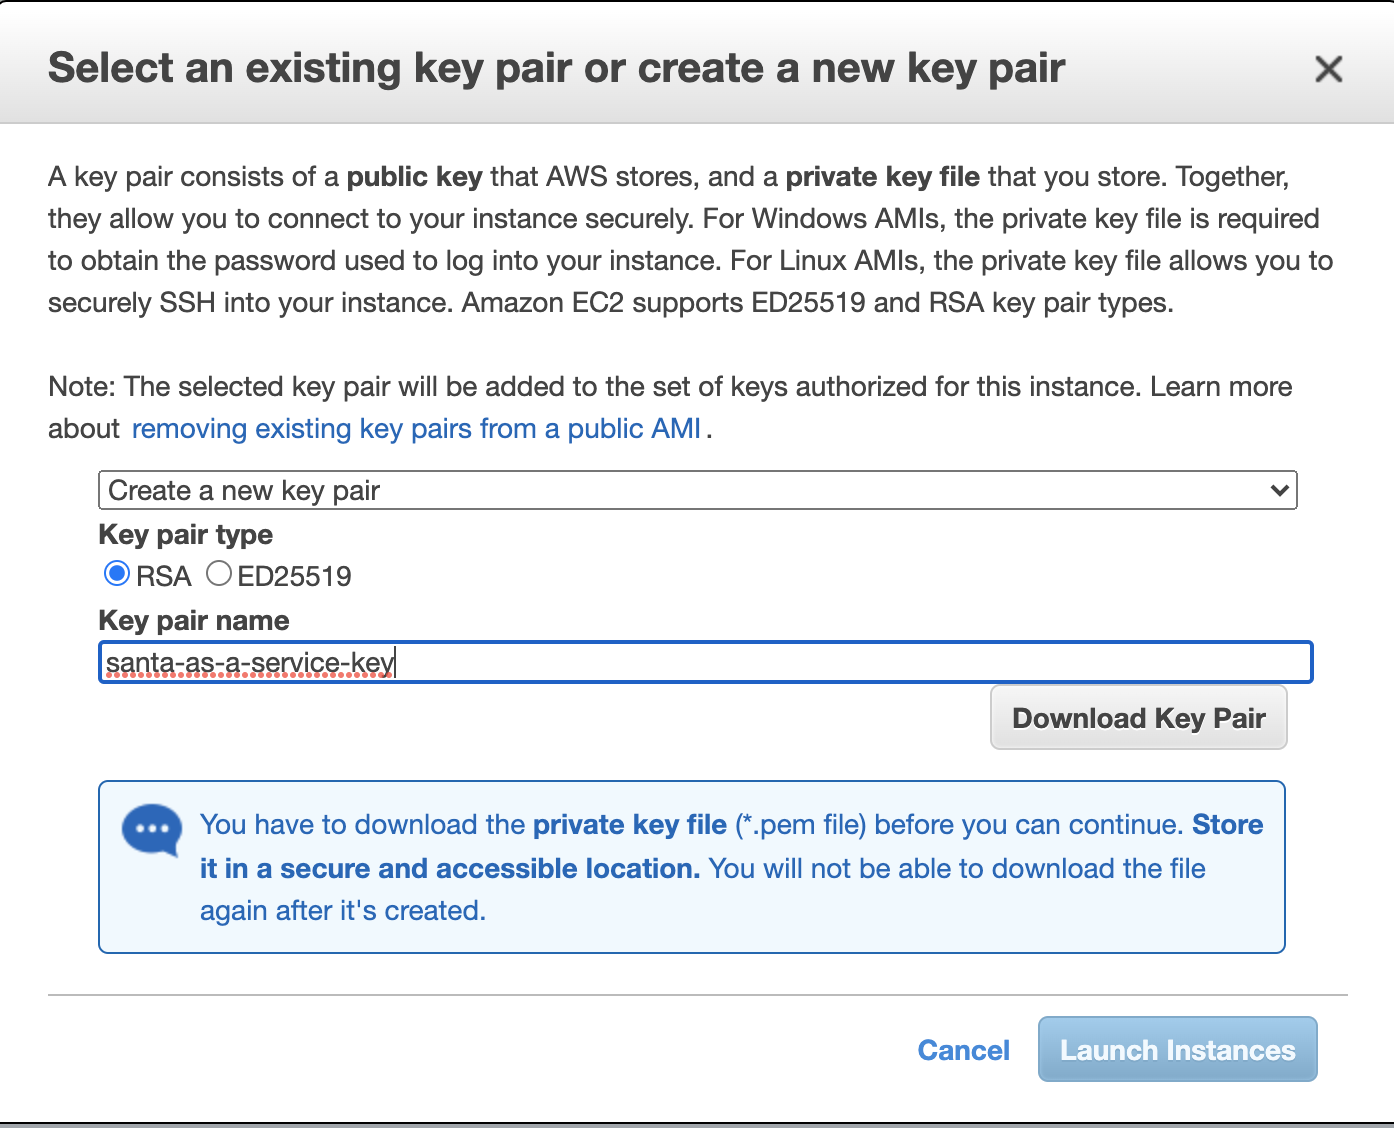 Select an existing key pair or create a new key pair
A key pair consists of a public key that AWS stores, and a private key file that you store. Together,
they allow you to connect to your instance securely. For Windows AMIs, the private key file is required
to obtain the password used to log into your instance. For Linux AMIs, the private key file allows you to
securely SSH into your instance. Amazon EC2 supports ED25519 and RSA key pair types.
Note: The selected key pair will be added to the set of keys authorized for this instance. Learn more
about removing existing key pairs from a public AMI .
Create a new key pair
Key pair type
RSA ED25519
Key pair name
santa-as-a-service-key
Download Key Pair
You have to download the private key file (*.pem file) before you can continue. Store
it in a secure and accessible location. You will not be able to download the file
again after it's created.
Cancel Launch Instances